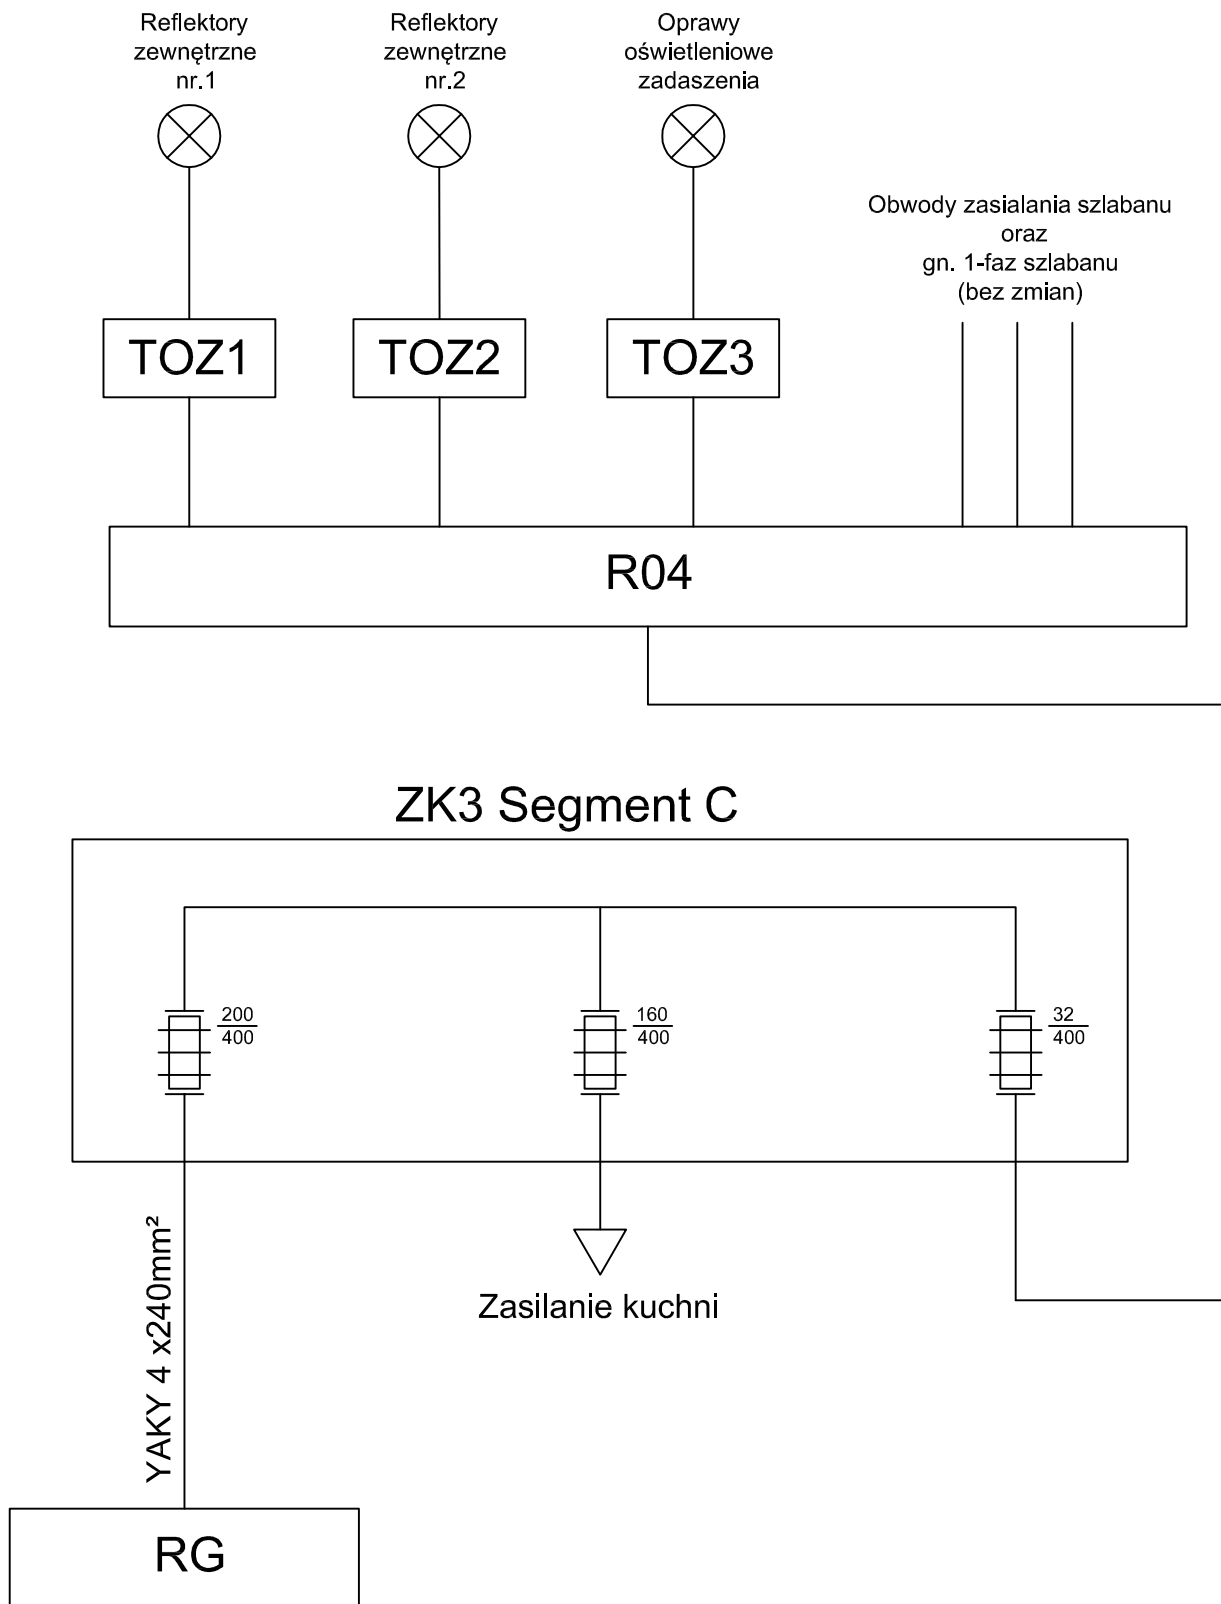 Reflektory
zewnętrzne
nr.1
Reflektory
zewnętrzne
nr.2
Oprawy
oświetleniowe
zadaszenia
Obwody zasialania szlabanu
oraz
gn. 1-faz szlabanu
(bez zmian)
TOZ1
TOZ2
TOZ3
R04
ZK3 Segment C
200
400
160
400
32
400
YAKY 4 x240mm²
Zasilanie kuchni
RG